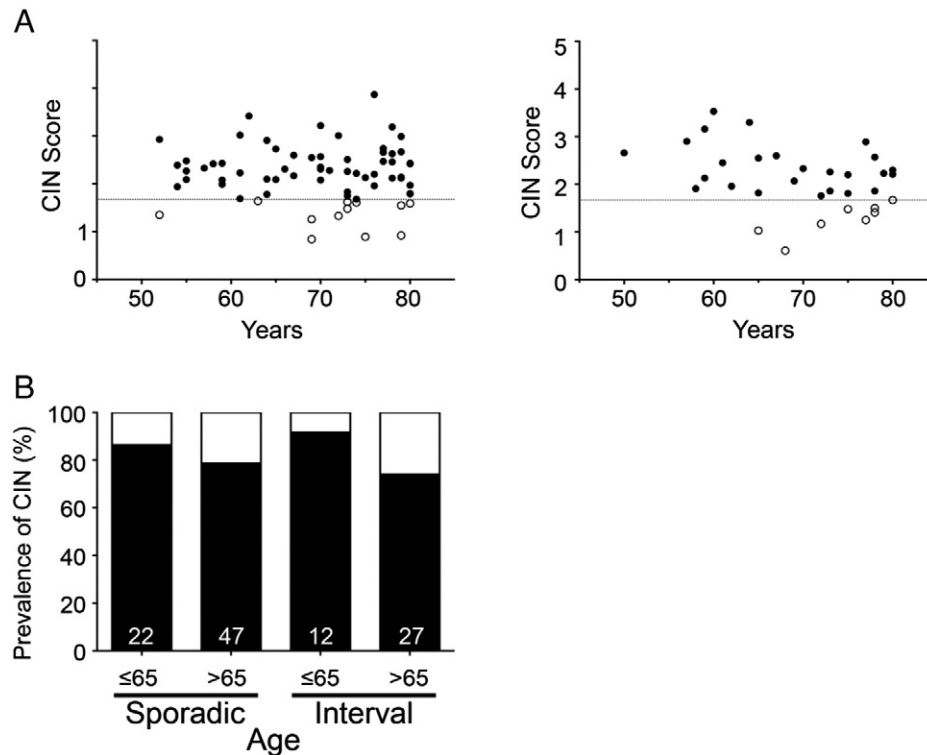 A
CIN Score
1
0
50 60 70 80
Years
CIN Score
5
4
3
2
1
0
50 60 70 80
Years
B
Prevalence of CIN (%)
100
80
60
40
20
0
22 47 12 27
≤65 >65 ≤65 >65
Sporadic Interval
Age